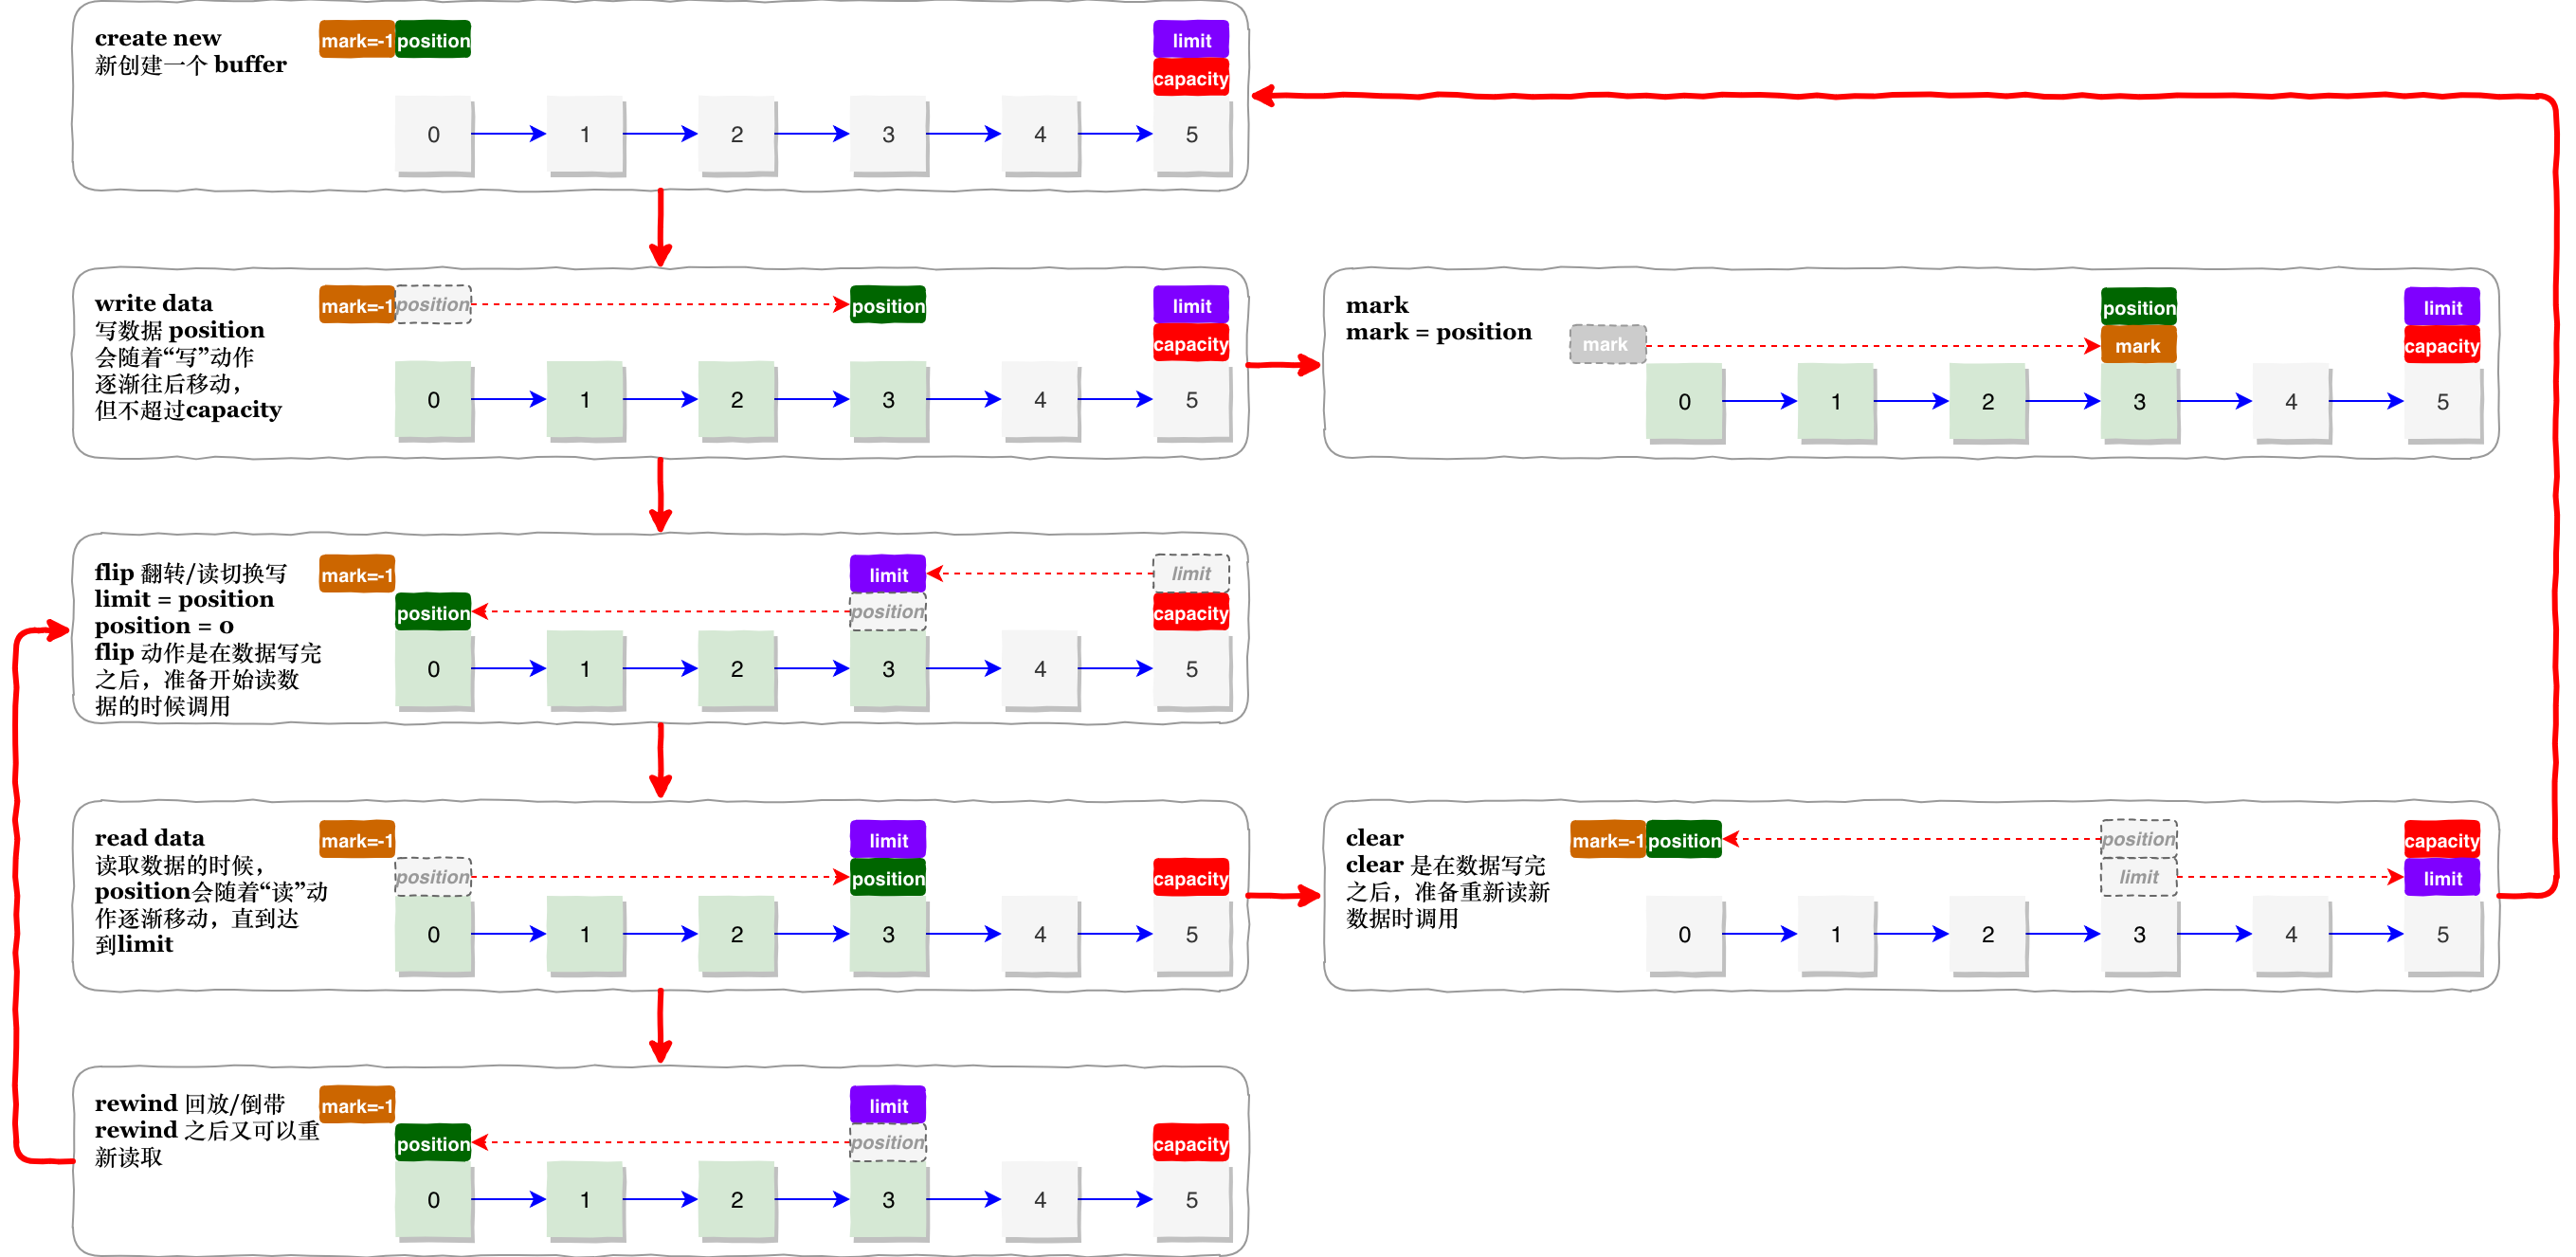 create new
新创建一个 buffer
mark=-1 position
limit
capacity
0 1 2 3 4 5
write data
写数据 position
会随着“写”动作
逐渐往后移动，
但不超过capacity
mark=-1 position position
limit
capacity
0 1 2 3 4 5
mark
mark = position
mark
position
mark
limit
capacity
0 1 2 3 4 5
flip 翻转/读切换写
limit = position
position = 0
flip 动作是在数据写完
之后，准备开始读数
据的时候调用
mark=-1 limit limit
position position capacity
0 1 2 3 4 5
read data
读取数据的时候，
position会随着“读”动
作逐渐移动，直到达
到limit
mark=-1 limit
position position capacity
0 1 2 3 4 5
clear
clear 是在数据写完
之后，准备重新读新
数据时调用
mark=-1 position position capacity
limit limit
0 1 2 3 4 5
rewind 回放/倒带
rewind 之后又可以重
新读取
mark=-1 limit
position position capacity
0 1 2 3 4 5